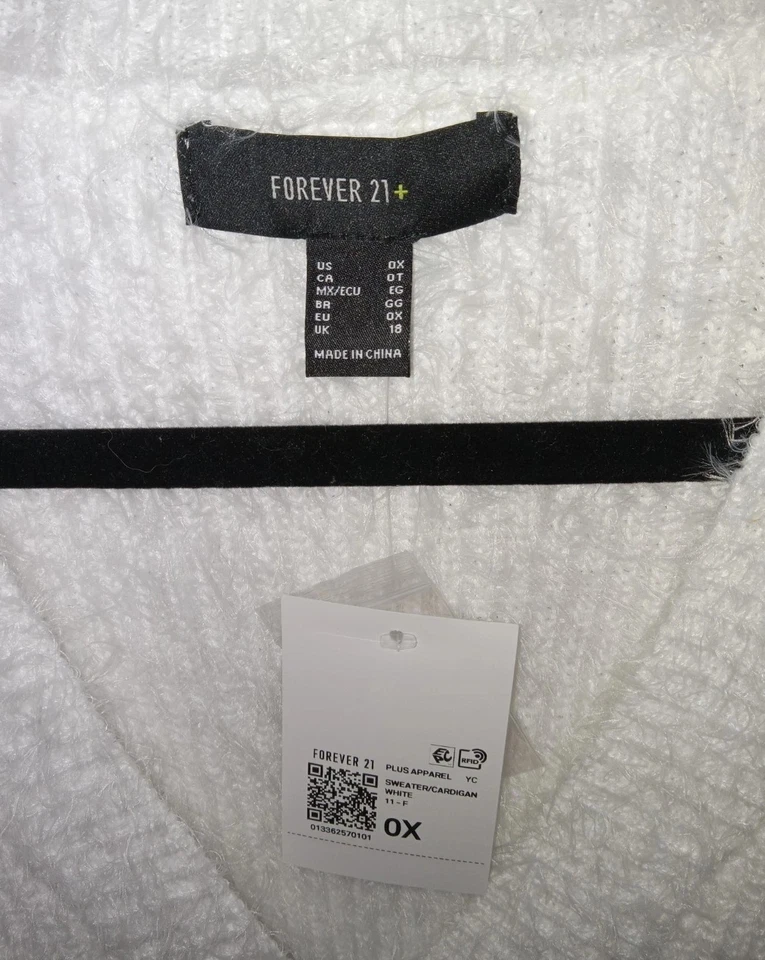 FOREVER 21+
US 0X
CA 0T
MX/ECU EG
BR GG
EU 0X
UK 18
MADE IN CHINA
FOREVER 21
RFID
PLUS APPAREL YC
SWEATER/CARDIGAN
WHITE
11 - F
0X
013362570101